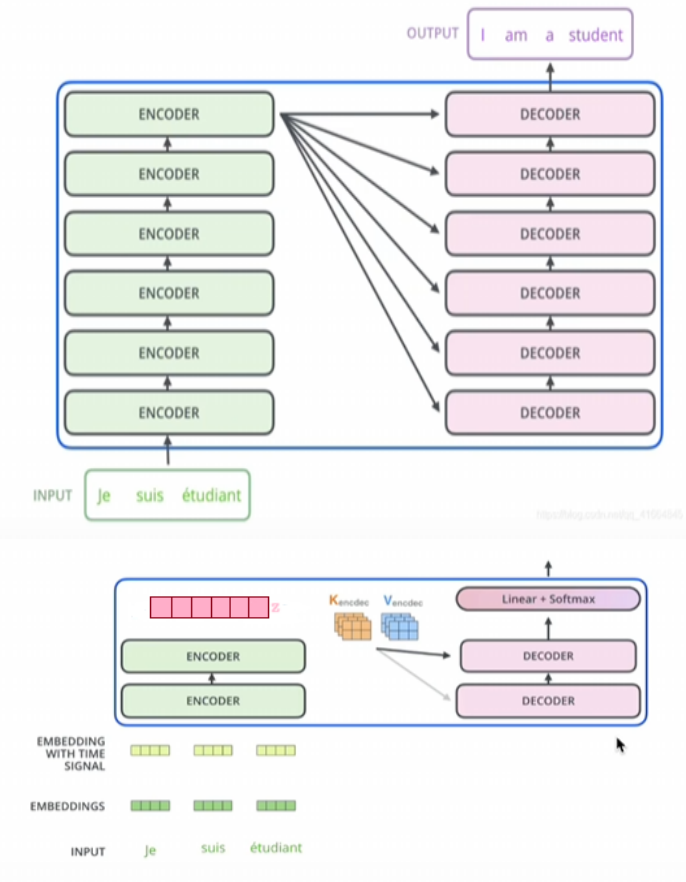 OUTPUT I am a student
ENCODER DECODER
ENCODER DECODER
ENCODER DECODER
ENCODER DECODER
ENCODER DECODER
ENCODER DECODER
INPUT Je suis étudiant
Kencdec Vencdec
Linear + Softmax
z
ENCODER DECODER
ENCODER DECODER
EMBEDDING
WITH TIME
SIGNAL
EMBEDDINGS
INPUT Je suis étudiant